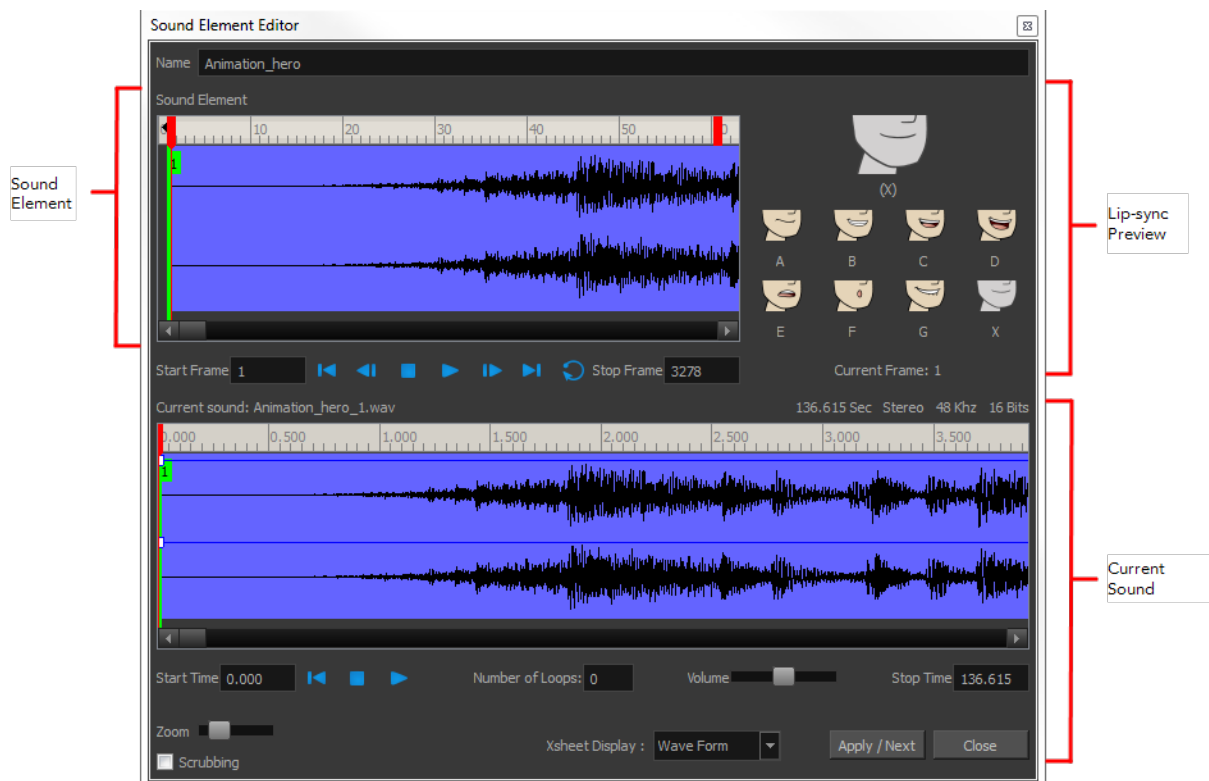 Sound Element Editor
Name Animation_hero
Sound Element
10 20 30 40 50
1
(X)
A B C D
E F G X
Start Frame 1 Stop Frame 3278 Current Frame: 1
Current sound: Animation_hero_1.wav 136.615 Sec Stereo 48 Khz 16 Bits
0.000 0.500 1.000 1.500 2.000 2.500 3.000 3.500
1
Start Time 0.000 Number of Loops: 0 Volume Stop Time 136.615
Zoom
Scrubbing
Xsheet Display : Wave Form Apply / Next Close
Sound
Element
Lip-sync
Preview
Current
Sound